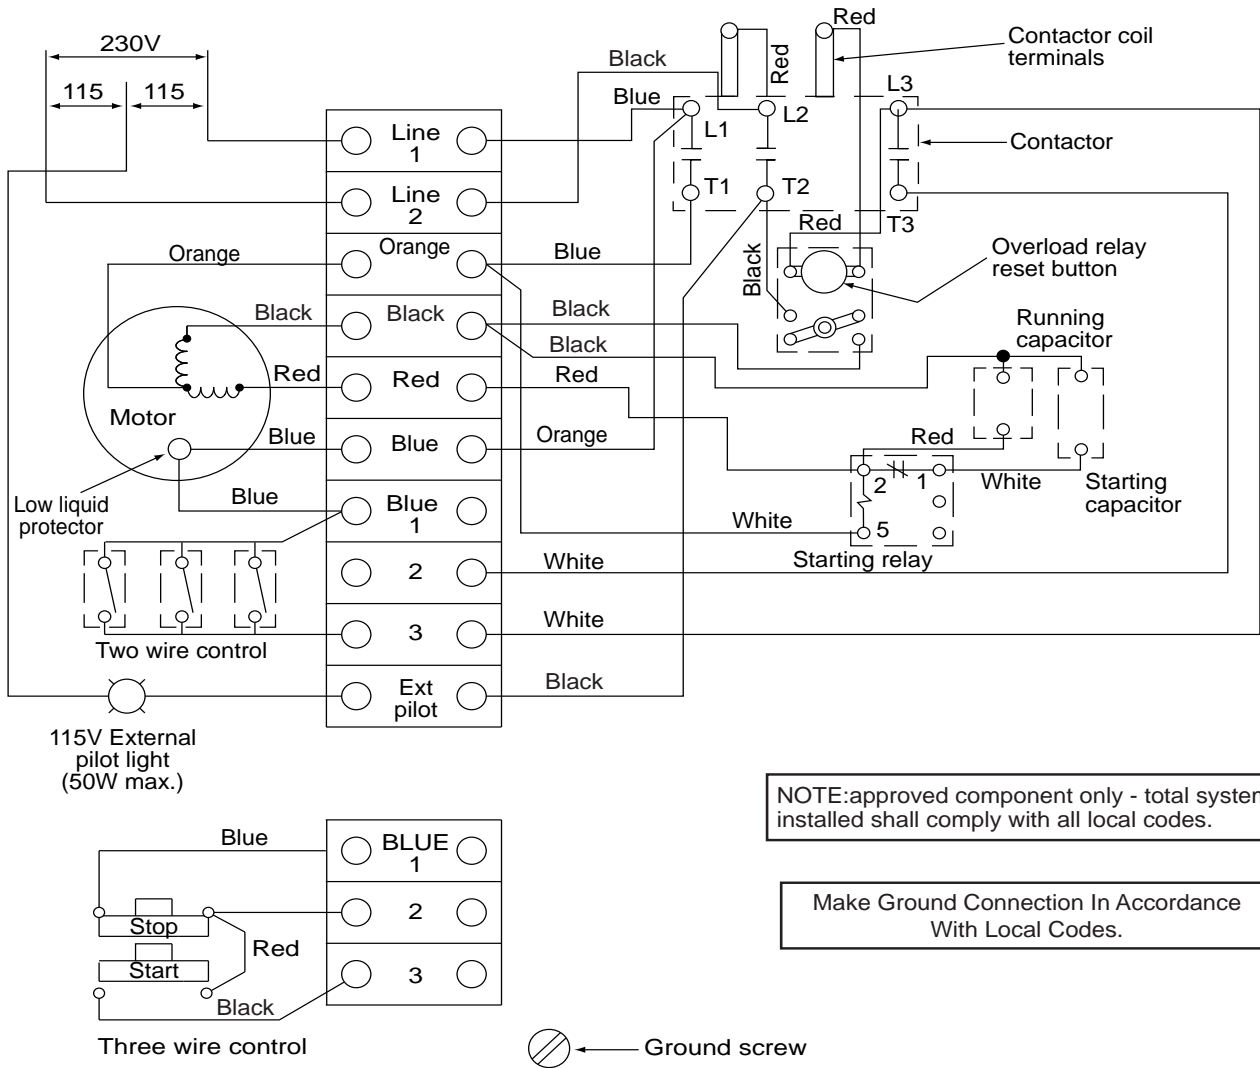 230V
115
115
Red
Contactor coil
terminals
Black
Red
Blue
L3
L1
L2
Contactor
Line
1
Line
2
T1
T2
T3
Red
Orange
Orange
Blue
Black
Overload relay
reset button
Black
Black
Black
Black
Running
capacitor
Red
Red
Red
Motor
Blue
Blue
Orange
Red
Low liquid
protector
Blue
Blue
1
White
2
1
White
5
Starting
capacitor
Starting relay
2
White
3
White
Two wire control
Ext
pilot
Black
115V External
pilot light
(50W max.)
NOTE:approved component only - total system
installed shall comply with all local codes.
Blue
BLUE
1
Make Ground Connection In Accordance
With Local Codes.
Stop
2
Red
Start
3
Black
Three wire control
Ground screw